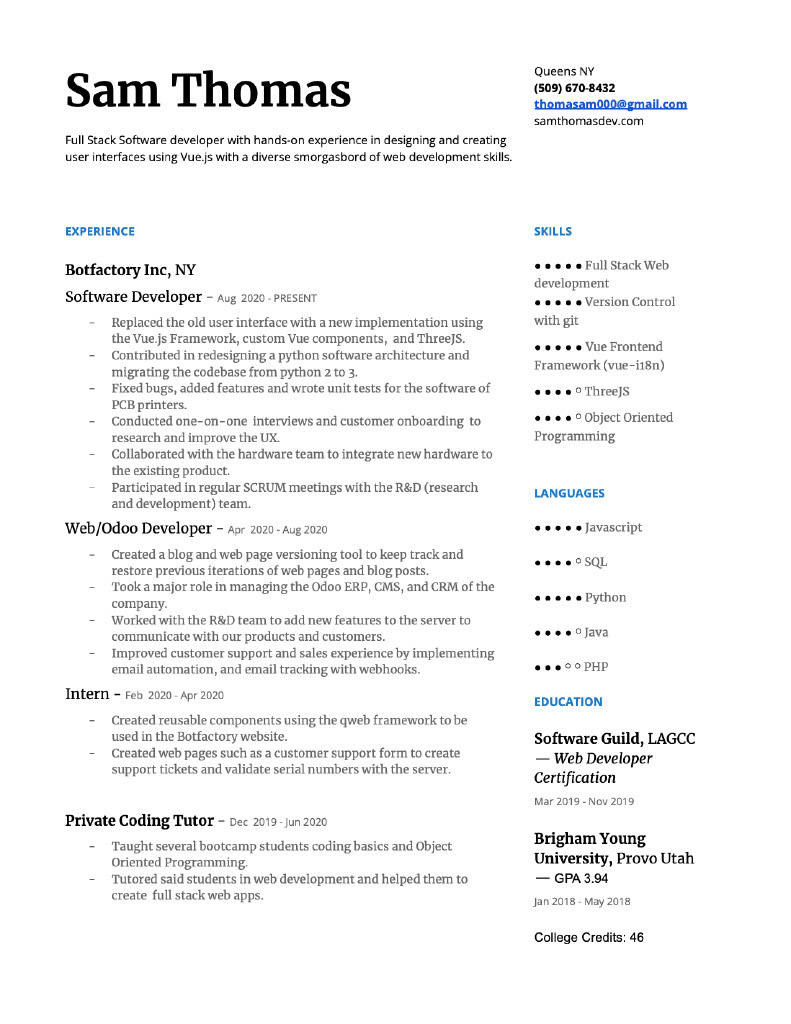 Sam Thomas
Full Stack Software developer with hands-on experience in designing and creating
user interfaces using Vue.js with a diverse smorgasbord of web development skills.
Queens NY
(509) 670-8432
thomasam000@gmail.com
samthomasdev.com
EXPERIENCE
Botfactory Inc, NY
Software Developer - Aug 2020 - PRESENT
- Replaced the old user interface with a new implementation using
the Vue.js Framework, custom Vue components, and ThreeJS.
- Contributed in redesigning a python software architecture and
migrating the codebase from python 2 to 3.
- Fixed bugs, added features and wrote unit tests for the software of
PCB printers.
- Conducted one-on-one interviews and customer onboarding to
research and improve the UX.
- Collaborated with the hardware team to integrate new hardware to
the existing product.
- Participated in regular SCRUM meetings with the R&D (research
and development) team.
Web/Odoo Developer - Apr 2020 - Aug 2020
- Created a blog and web page versioning tool to keep track and
restore previous iterations of web pages and blog posts.
- Took a major role in managing the Odoo ERP, CMS, and CRM of the
company.
- Worked with the R&D team to add new features to the server to
communicate with our products and customers.
- Improved customer support and sales experience by implementing
email automation, and email tracking with webhooks.
Intern - Feb 2020 - Apr 2020
- Created reusable components using the qweb framework to be
used in the Botfactory website.
- Created web pages such as a customer support form to create
support tickets and validate serial numbers with the server.
Private Coding Tutor - Dec 2019 - Jun 2020
- Taught several bootcamp students coding basics and Object
Oriented Programming.
- Tutored said students in web development and helped them to
create full stack web apps.
SKILLS
●●●●● Full Stack Web
development
●●●●● Version Control
with git
●●●●● Vue Frontend
Framework (vue-i18n)
●●●●○ ThreeJS
●●●●○ Object Oriented
Programming
LANGUAGES
●●●●● Javascript
●●●●○ SQL
●●●●● Python
●●●●○ Java
●●●○○ PHP
EDUCATION
Software Guild, LAGCC
— Web Developer
Certification
Mar 2019 - Nov 2019
Brigham Young
University, Provo Utah
— GPA 3.94
Jan 2018 - May 2018
College Credits: 46